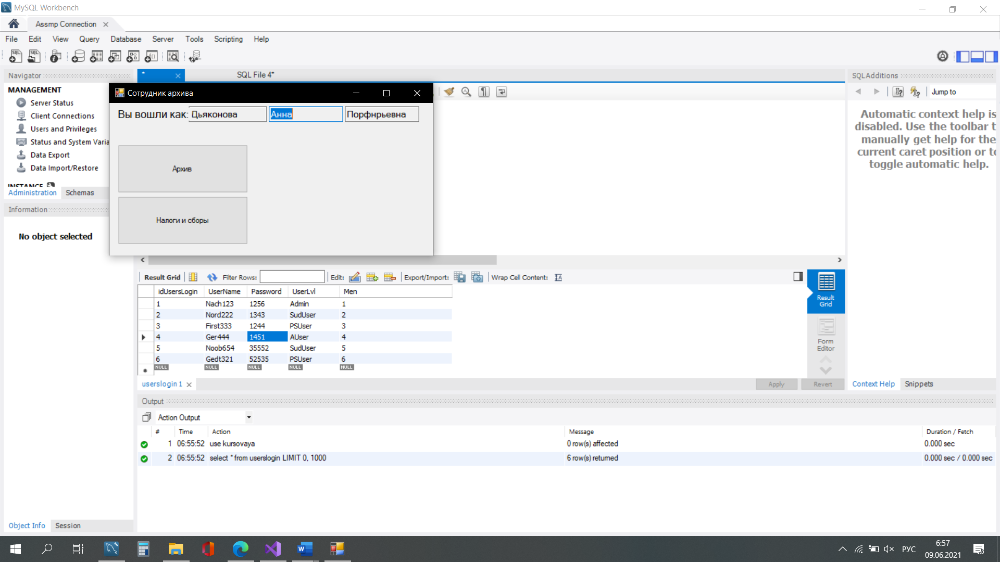 MySQL Workbench
Assmp Connection
File Edit View Query Database Server Tools Scripting Help
Navigator
SQL File 4*
SQLAdditions
MANAGEMENT
Server Status
Client Connections
Users and Privileges
Status and System Varia
Data Export
Data Import/Restore
INSTANCE
Administration Schemas
Information
No object selected
Сотрудник архива
Вы вошли как: Дьяконова Анна Порфнрьевна
Архив
Налоги и сборы
Jump to
Automatic context help is
disabled. Use the toolbar t
manually get help for the
current caret position or to
toggle automatic help.
Result Grid Filter Rows: Edit: Export/Import: Wrap Cell Content:
idUsersLogin UserName Password UserLvl Men
1 Nach123 1256 Admin 1
2 Nord222 1343 SudUser 2
3 First333 1244 PSUser 3
4 Ger444 1451 AUser 4
5 Noob654 35552 SudUser 5
6 Gedt321 52535 PSUser 6
NULL NULL NULL NULL NULL
Result
Grid
Form
Editor
userslogin 1
Apply Revert
Context Help Snippets
Output
Action Output
# Time Action Message Duration / Fetch
1 06:55:52 use kursovaya 0 row(s) affected 0.000 sec
2 06:55:52 select * from userslogin LIMIT 0, 1000 6 row(s) returned 0.000 sec / 0.000 sec
Object Info Session
РУС
6:57
09.06.2021